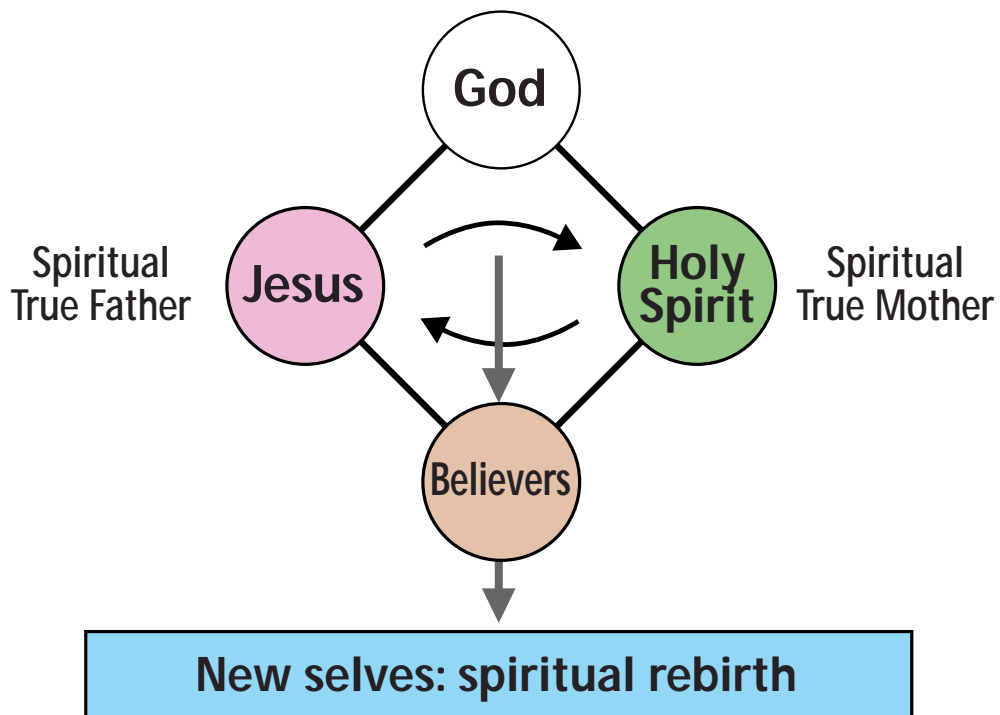 God
Spiritual
True Father
Jesus
Holy
Spirit
Spiritual
True Mother
Believers
New selves: spiritual rebirth